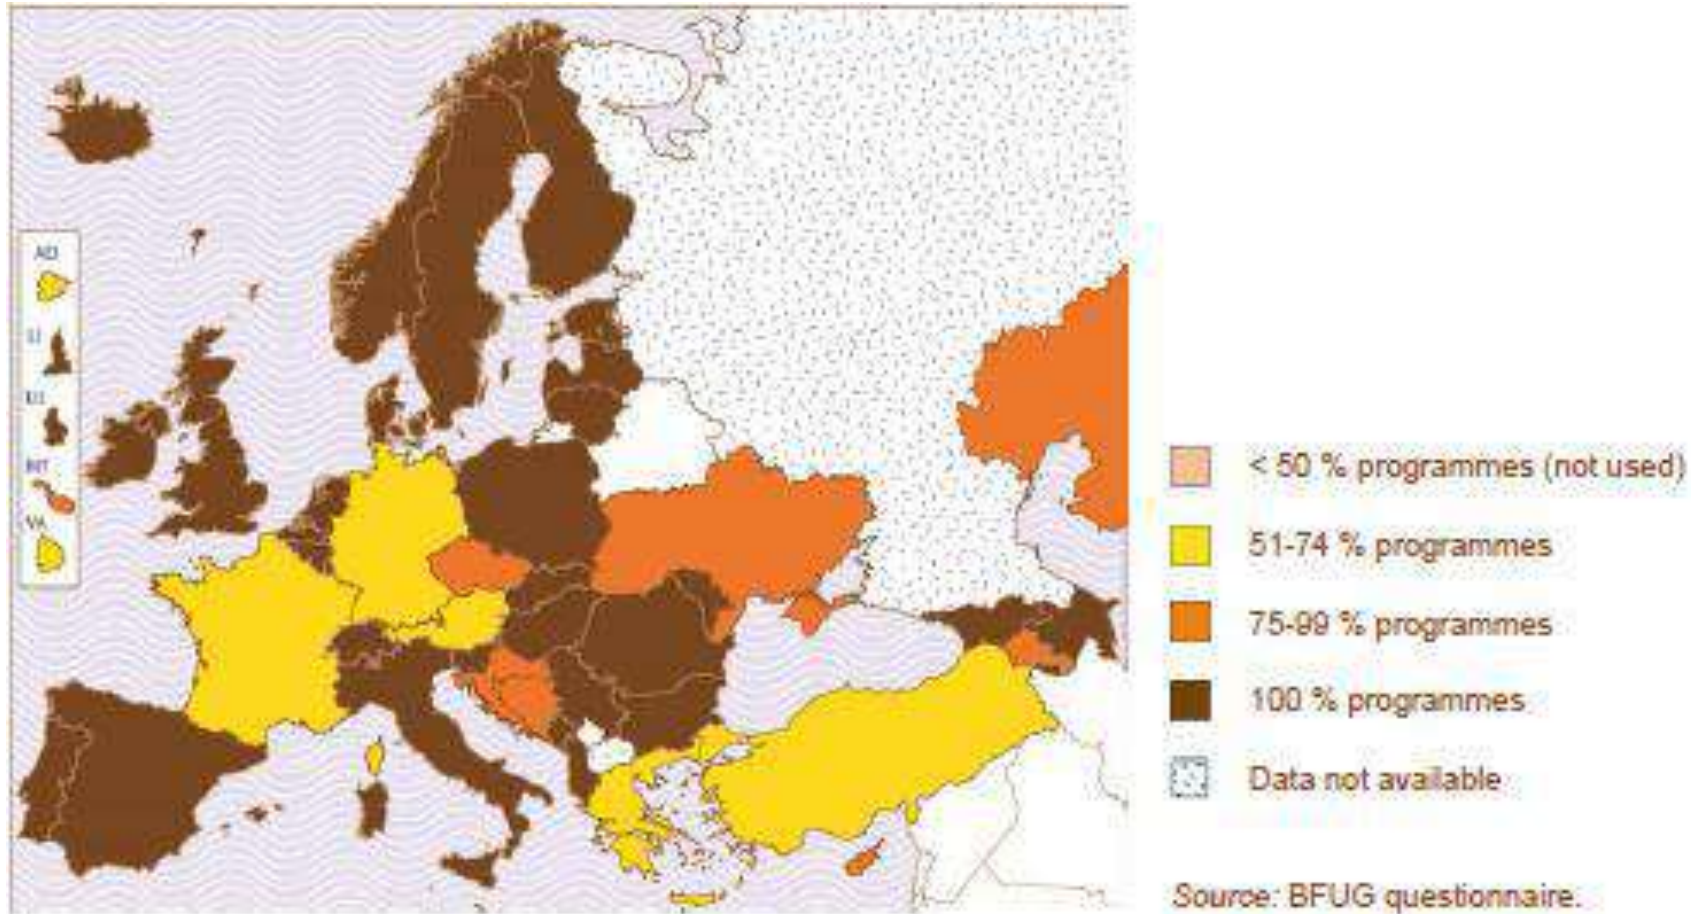 AD
LI
LU
MT
VA
< 50 % programmes (not used)
51-74 % programmes
75-99 % programmes
100 % programmes
Data not available
Source: BFUG questionnaire.